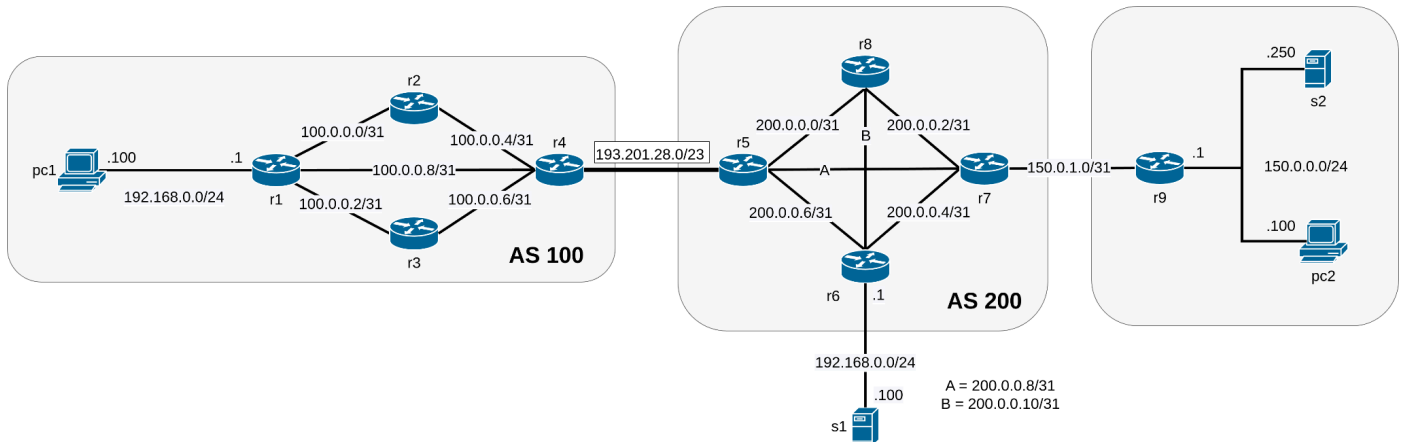 r8
.250
r2
s2
100.0.0.0/31
200.0.0.0/31
B
200.0.0.2/31
100.0.0.4/31
r4
193.201.28.0/23
r5
pc1
.100
.1
100.0.0.8/31
A
150.0.1.0/31
.1
150.0.0.0/24
192.168.0.0/24
r1
r7
r9
100.0.0.2/31
100.0.0.6/31
200.0.0.6/31
200.0.0.4/31
.100
r3
AS 100
pc2
r6
.1
AS 200
192.168.0.0/24
A = 200.0.0.8/31
.100
B = 200.0.0.10/31
s1